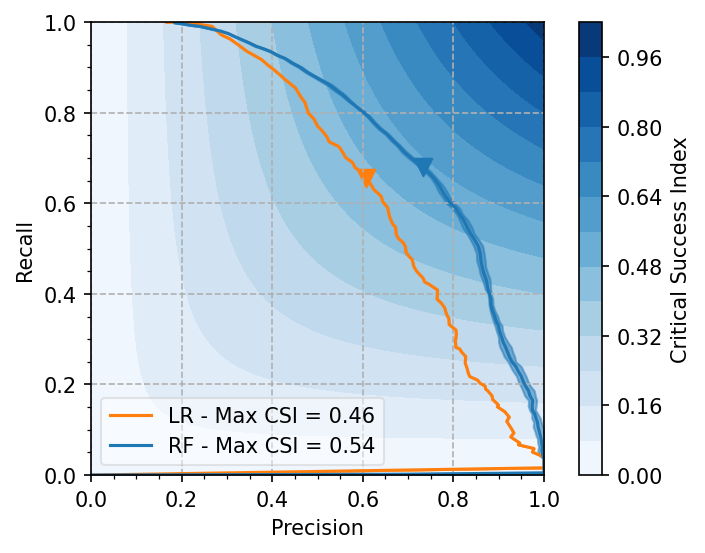 1.0
0.8
0.6
0.4
0.2
0.0
Recall
0.0 0.2 0.4 0.6 0.8 1.0
Precision
LR - Max CSI = 0.46
RF - Max CSI = 0.54
0.96
0.80
0.64
0.48
0.32
0.16
0.00
Critical Success Index